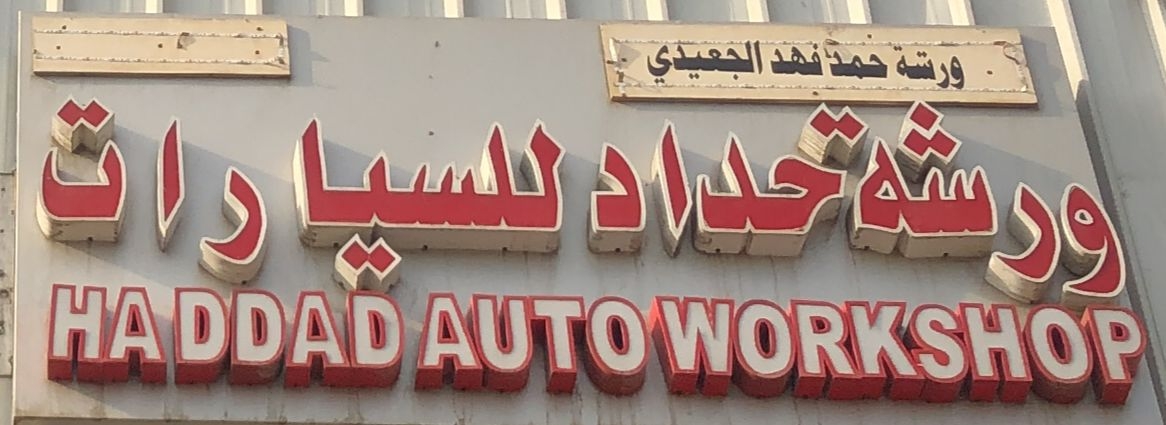 ورشة حمد فهد الجعيدي
ورشة حداد للسيارات
HADDAD AUTO WORKSHOP